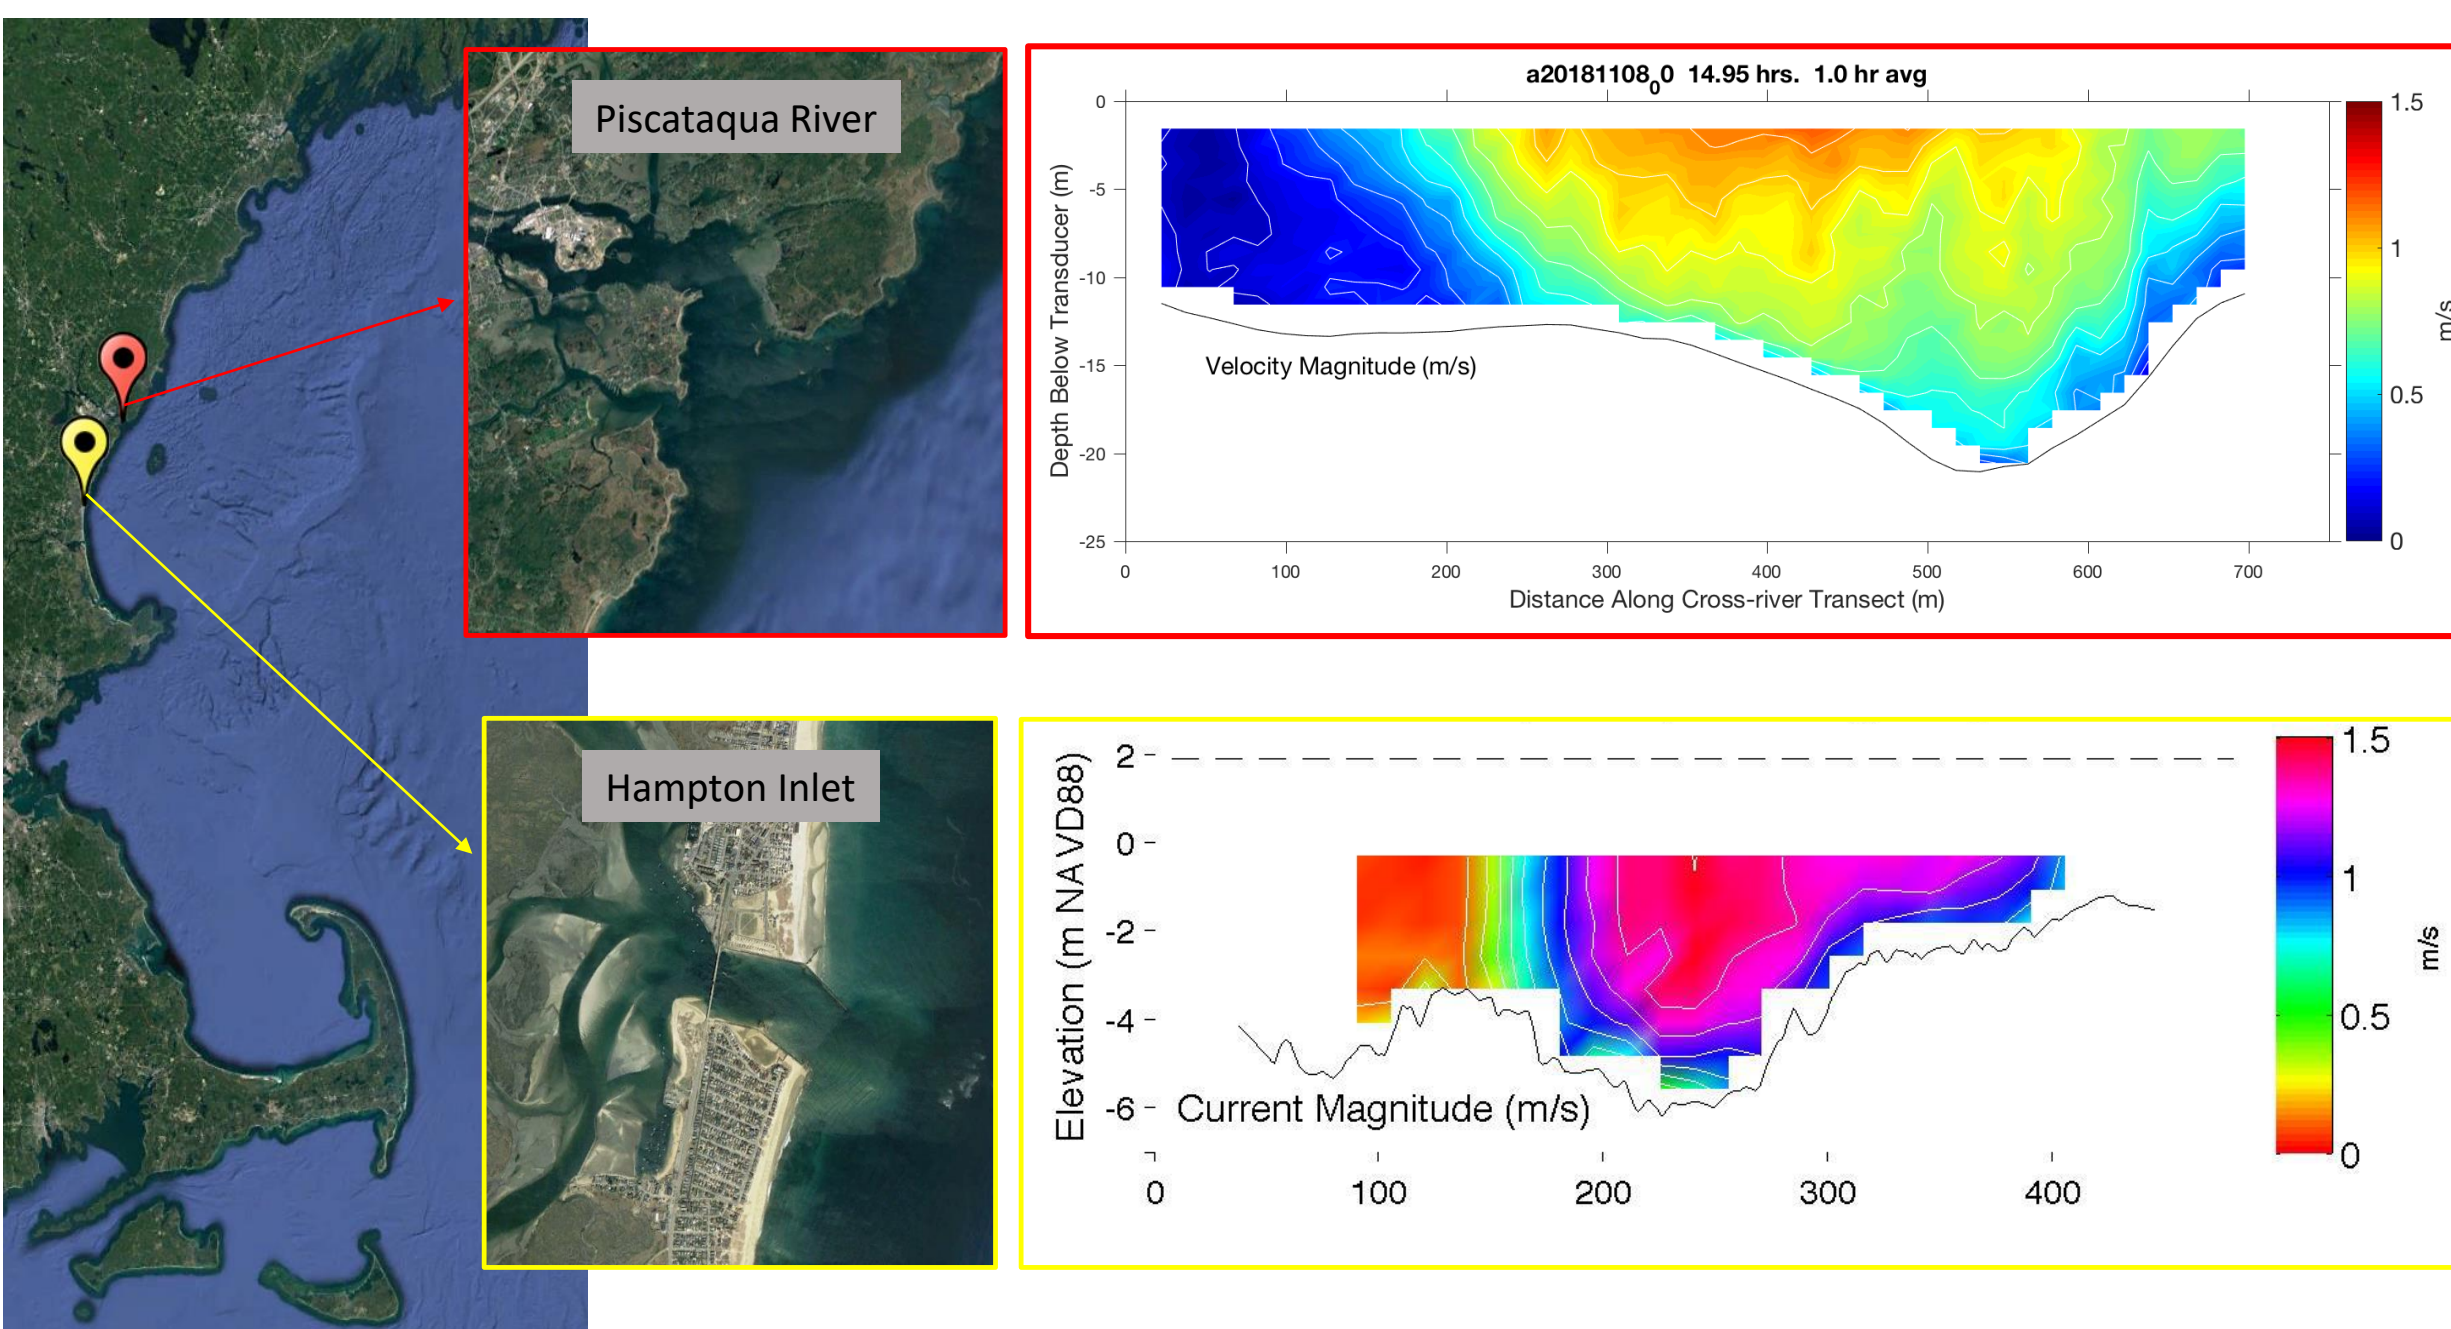 Piscataqua River
a20181108₀0 14.95 hrs. 1.0 hr avg
0
-5
-10
-15
-20
-25
Depth Below Transducer (m)
Velocity Magnitude (m/s)
0 100 200 300 400 500 600 700
Distance Along Cross-river Transect (m)
1.5
1
0.5
0
m/s
Hampton Inlet
2
0
-2
-4
-6
Elevation (m NAVD88)
Current Magnitude (m/s)
0 100 200 300 400
1.5
1
0.5
0
m/s